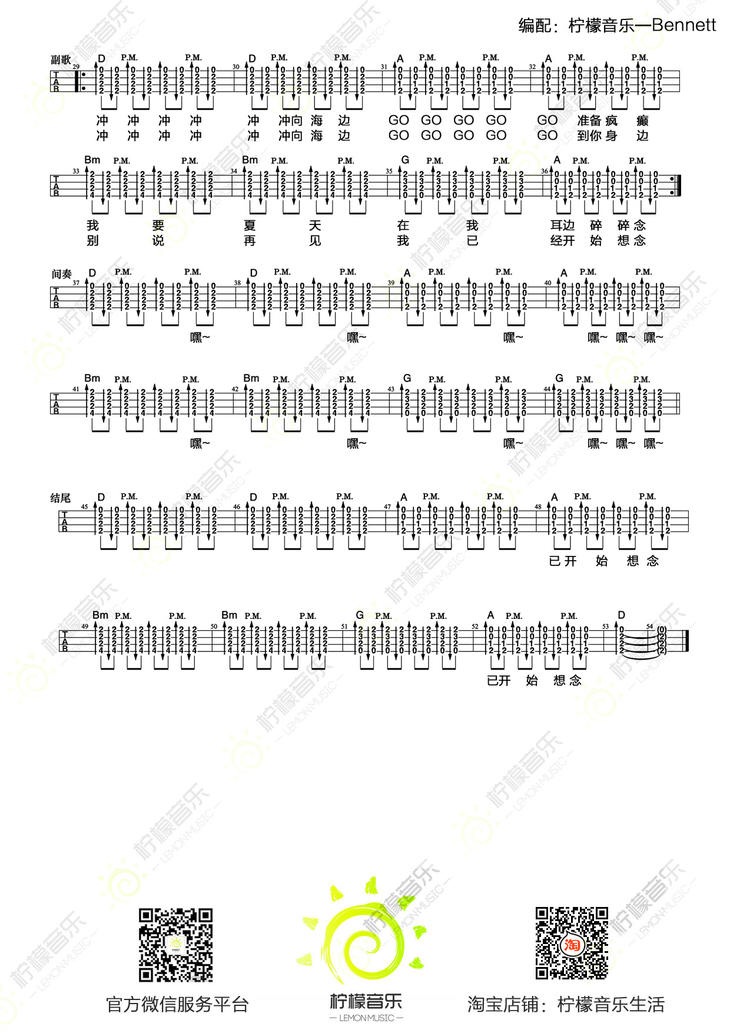 编配：柠檬音乐—Bennett
副歌
29 D P.M. P.M. 30 D P.M. P.M. 31 A P.M. P.M. 32 A P.M. P.M.
冲 冲 冲 冲 冲 冲向 海 边 GO GO GO GO GO GO 准备 疯 癫
冲 冲 冲 冲 冲 冲向 海 边 GO GO GO GO GO GO 到你 身 边
33 Bm P.M. P.M. 34 Bm P.M. P.M. 35 G P.M. P.M. 36 A P.M. P.M.
我 要 夏 天 在 我 耳边 碎 碎 念
别 说 再 见 我 已 经开 始 想 念
间奏
37 D P.M. P.M. 38 D P.M. P.M. 39 A P.M. P.M. 40 A P.M. P.M.
嘿~ 嘿~ 嘿~ 嘿~ 嘿~ 嘿~
41 Bm P.M. P.M. 42 Bm P.M. P.M. 43 G P.M. P.M. 44 G P.M. P.M.
嘿~ 嘿~ 嘿~ 嘿~ 嘿~ 嘿~
结尾
45 D P.M. P.M. 46 D P.M. P.M. 47 A P.M. P.M. 48 A P.M. P.M.
已 开 始 想 念
49 Bm P.M. P.M. 50 Bm P.M. P.M. 51 G P.M. P.M. 52 A P.M. P.M. 53 D 54
已开 始 想 念
官方微信服务平台
柠檬音乐
LEMONMUSIC
淘
淘宝店铺：柠檬音乐生活